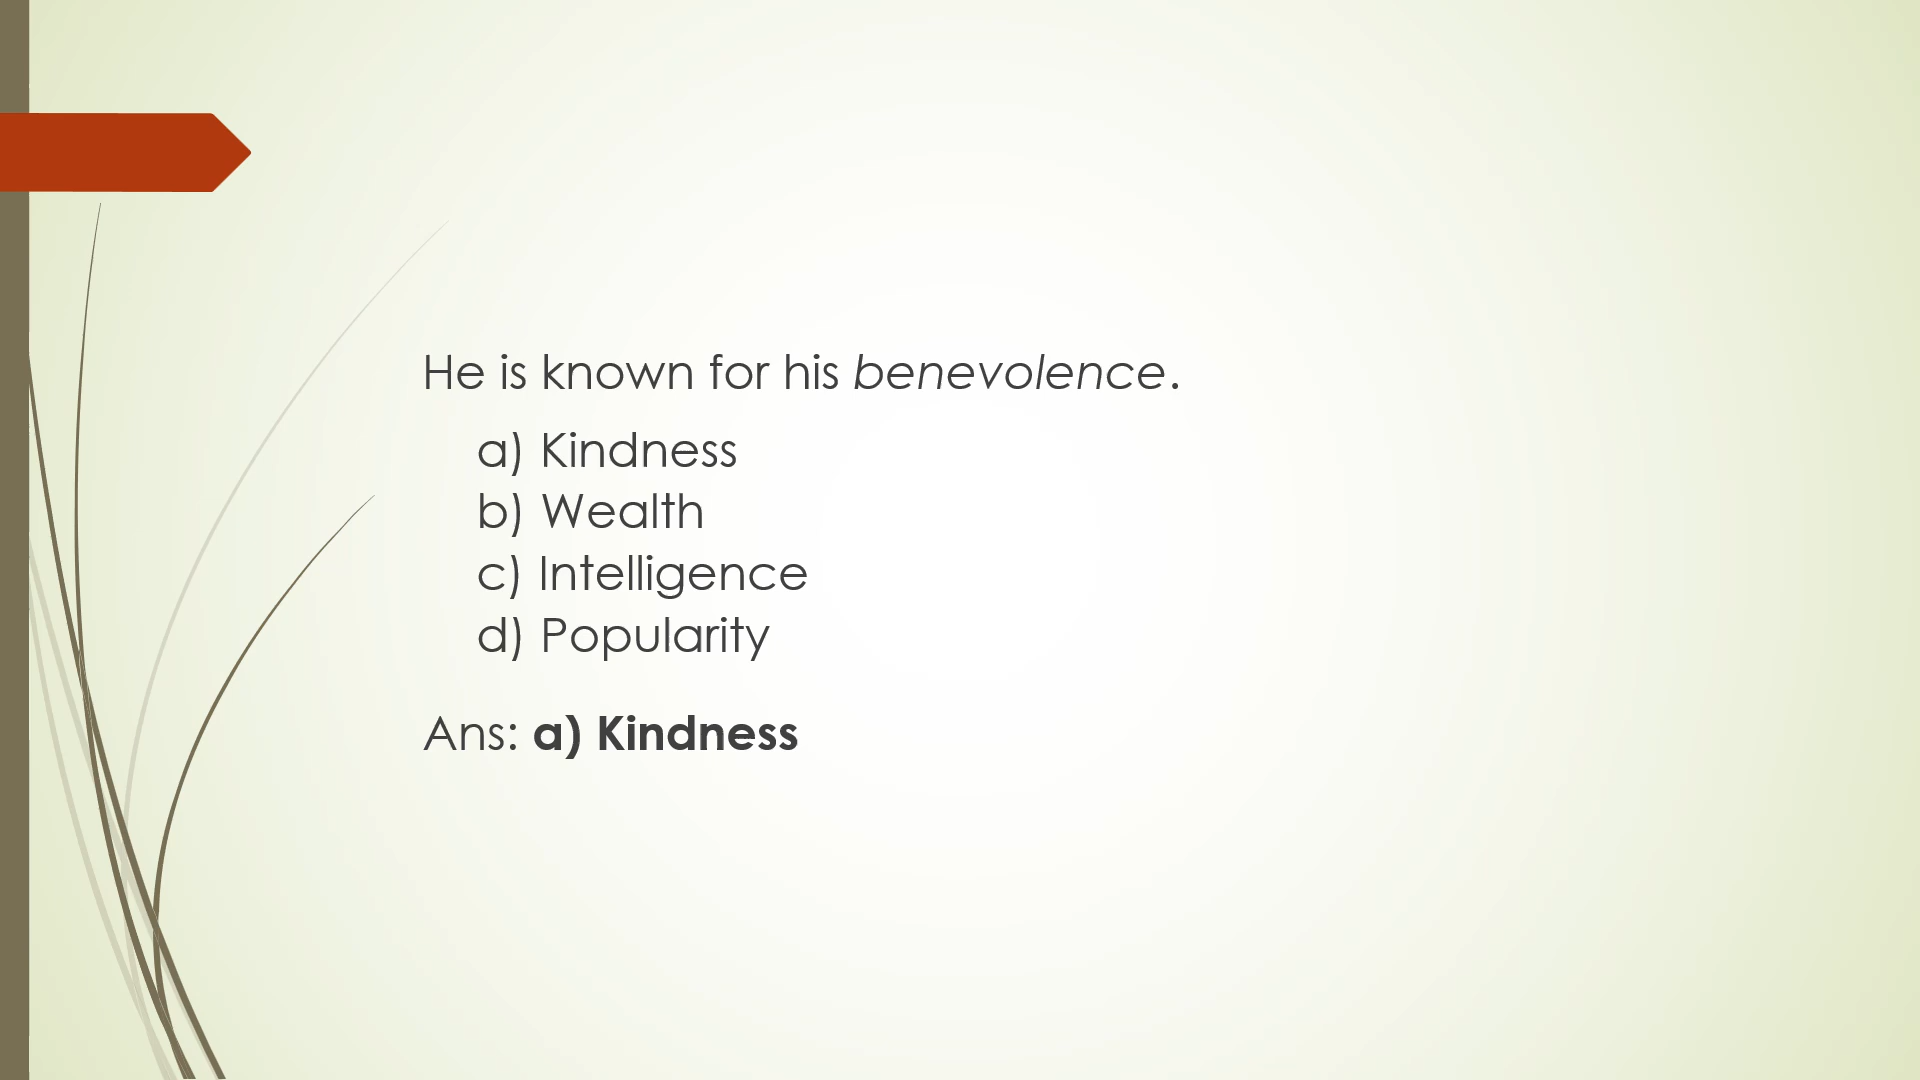 He is known for his benevolence.
a) Kindness
b) Wealth
c) Intelligence
d) Popularity
Ans: a) Kindness